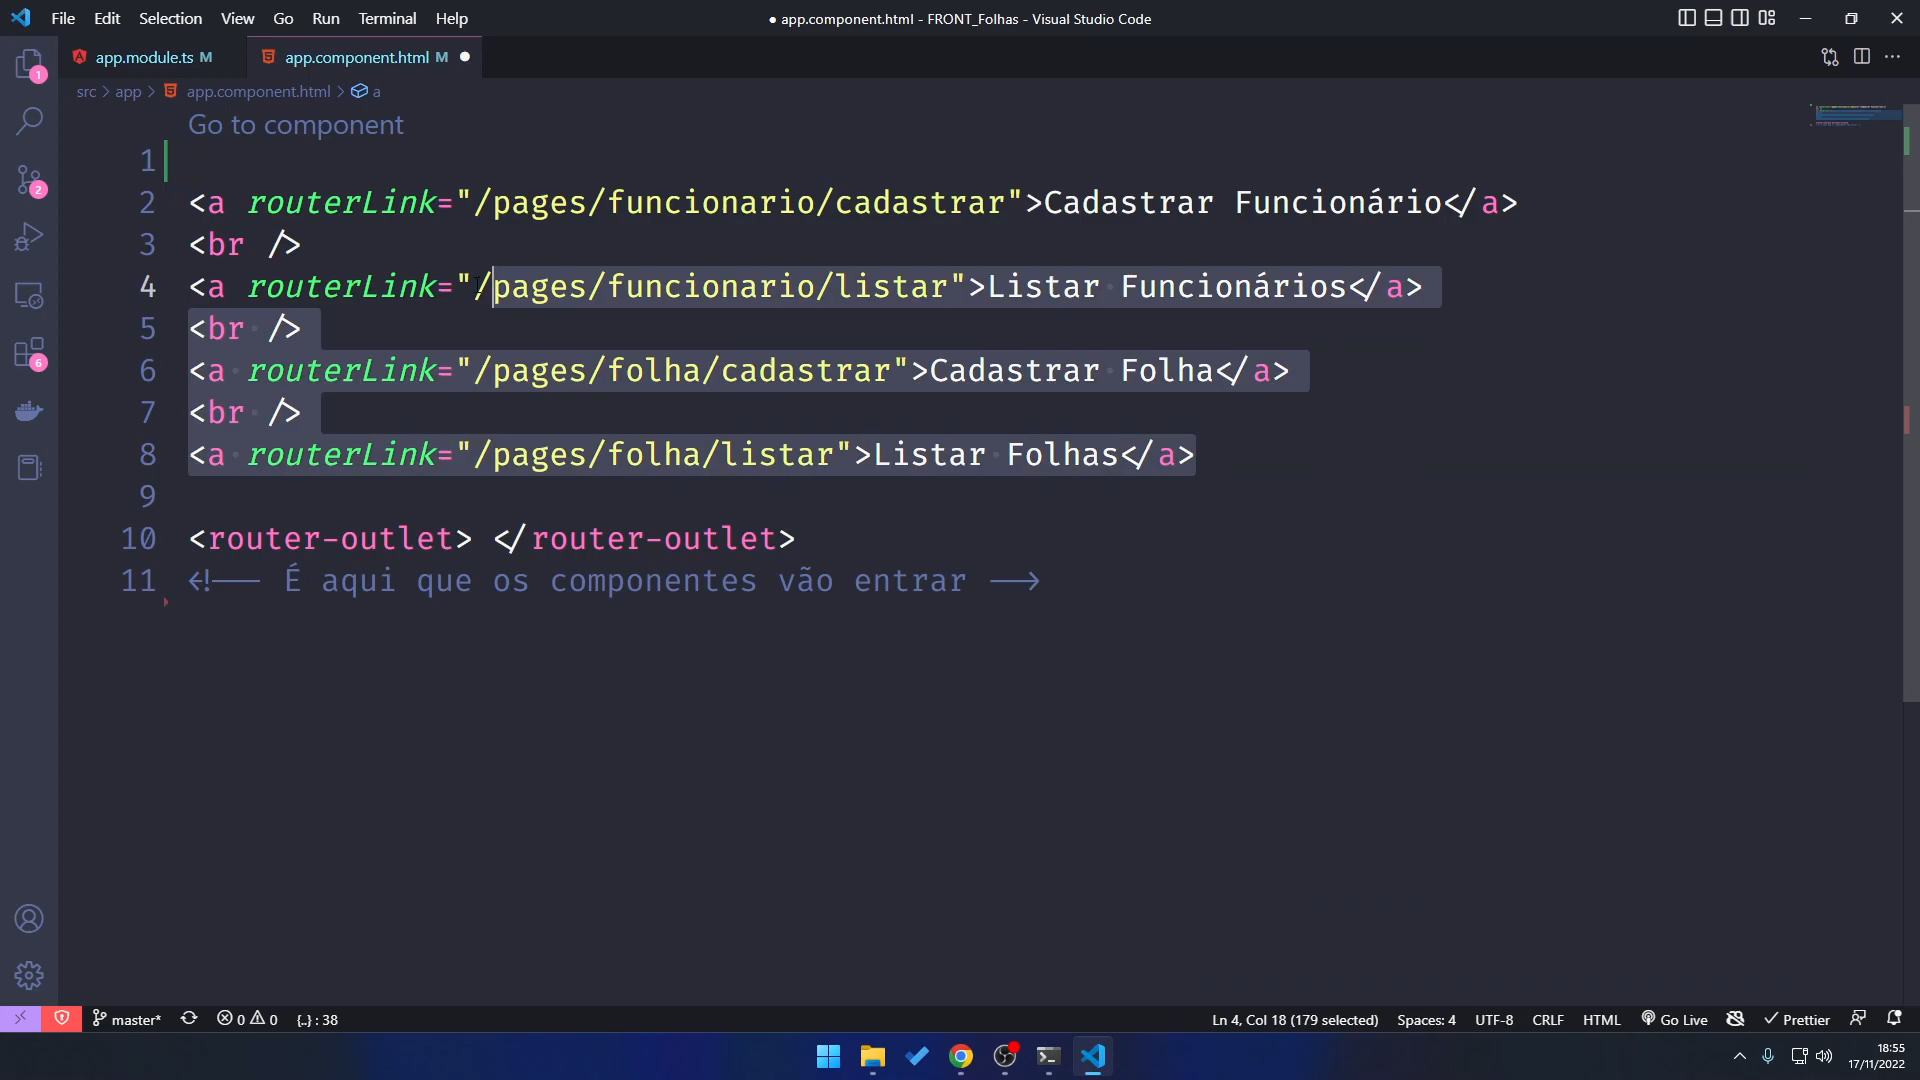 File Edit Selection View Go Run Terminal Help
● app.component.html - FRONT_Folhas - Visual Studio Code
app.module.ts M
app.component.html M
src > app > app.component.html > a
Go to component
1
2 <a routerLink="/pages/funcionario/cadastrar">Cadastrar Funcionário</a>
3 <br />
4 <a routerLink="/pages/funcionario/listar">Listar Funcionários</a>
5 <br />
6 <a routerLink="/pages/folha/cadastrar">Cadastrar Folha</a>
7 <br />
8 <a routerLink="/pages/folha/listar">Listar Folhas</a>
9
10 <router-outlet> </router-outlet>
11 <!-- É aqui que os componentes vão entrar -->
1
2
6
master* 0 0 {..} : 38
Ln 4, Col 18 (179 selected) Spaces: 4 UTF-8 CRLF HTML Go Live Prettier
18:55
17/11/2022